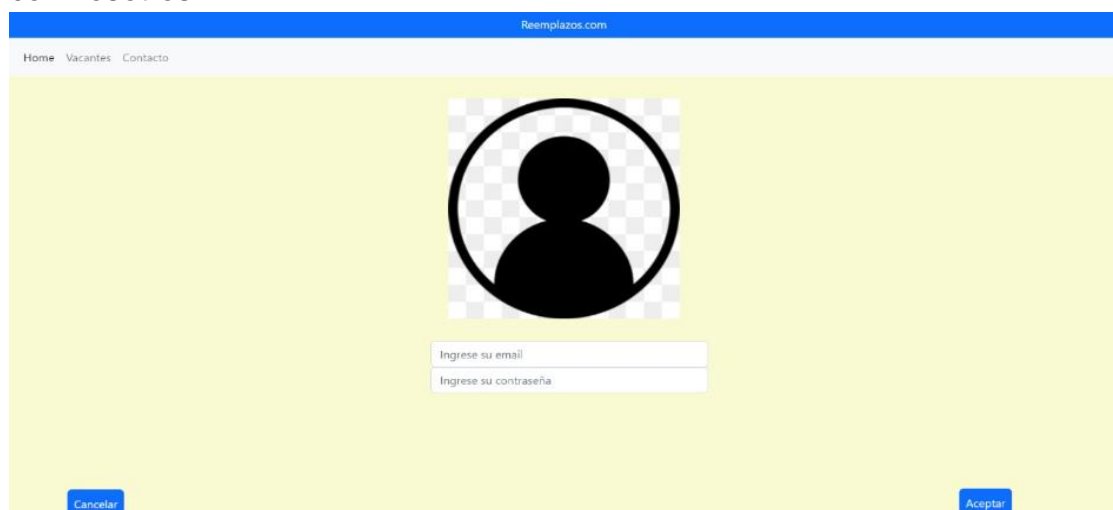 Reemplazos.com
Home Vacantes Contacto
Ingrese su email
Ingrese su contraseña
Cancelar Aceptar